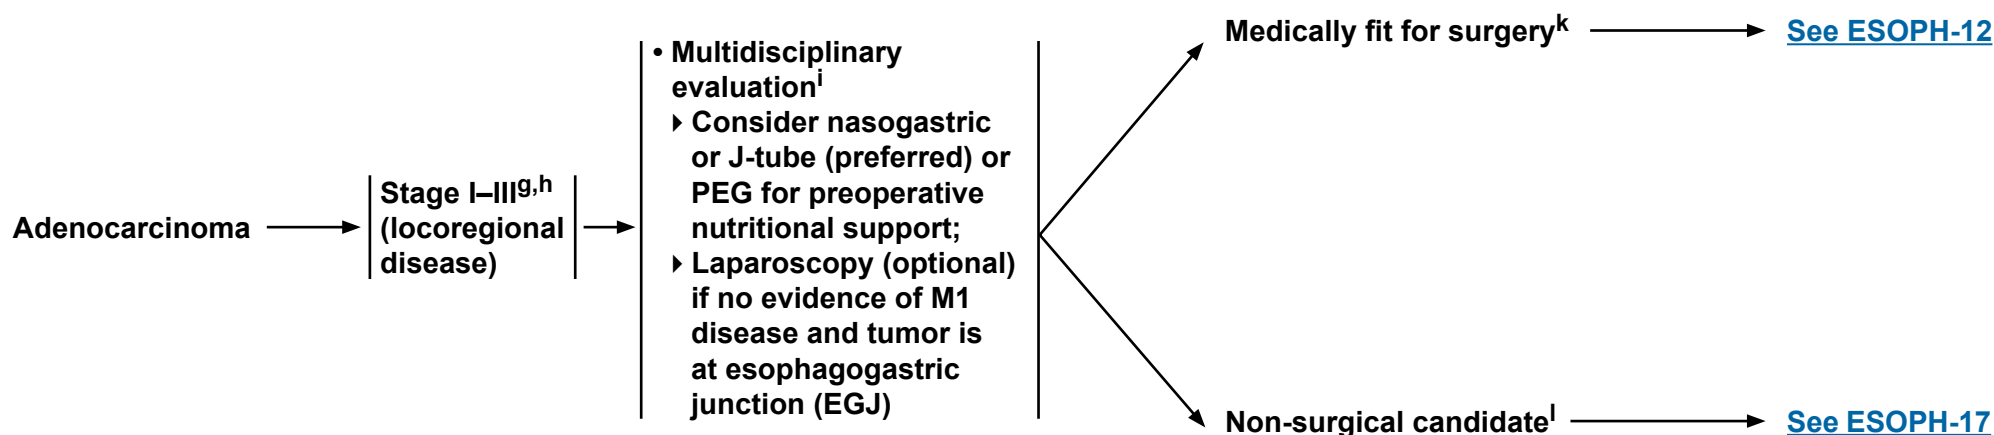 Adenocarcinoma
Stage I–III^g,h
(locoregional
disease)
• Multidisciplinary
evaluation^i
▸ Consider nasogastric
or J-tube (preferred) or
PEG for preoperative
nutritional support;
▸ Laparoscopy (optional)
if no evidence of M1
disease and tumor is
at esophagogastric
junction (EGJ)
Medically fit for surgery^k
See ESOPH-12
Non-surgical candidate^l
See ESOPH-17